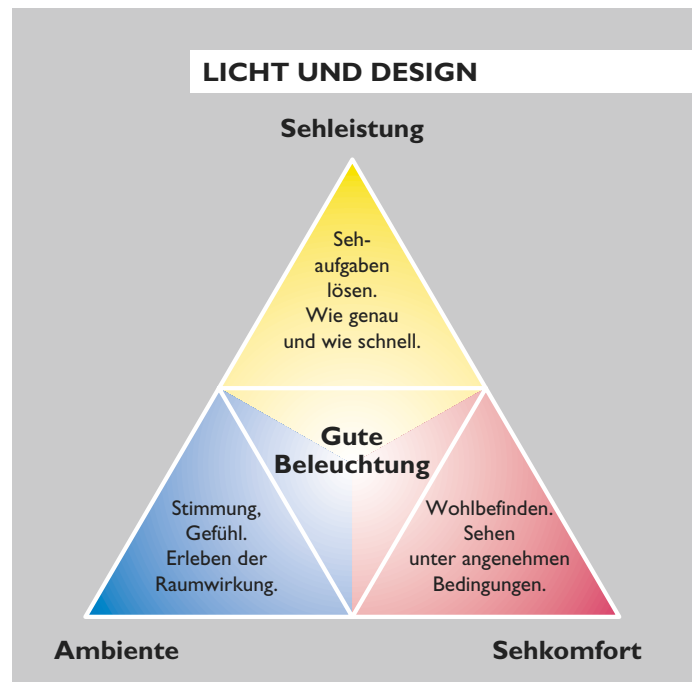 LICHT UND DESIGN
Sehleistung
Seh-
aufgaben
lösen.
Wie genau
und wie schnell.
Gute
Beleuchtung
Stimmung,
Gefühl.
Erleben der
Raumwirkung.
Wohlbefinden.
Sehen
unter angenehmen
Bedingungen.
Ambiente
Sehkomfort